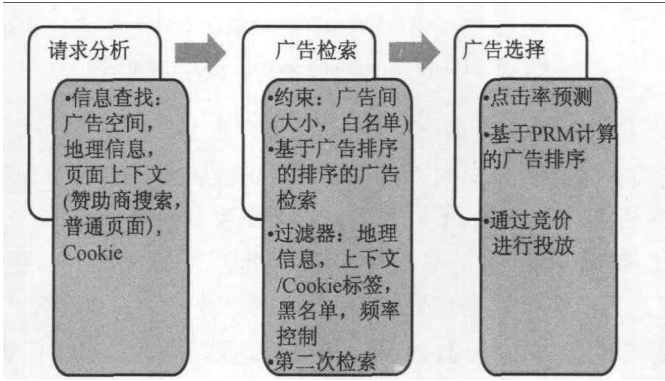 请求分析
•信息查找：
广告空间，
地理信息，
页面上下文
(赞助商搜索，
普通页面)，
Cookie
广告检索
•约束：广告间
(大小，白名单)
•基于广告排序
的排序的广告
检索
•过滤器：地理
信息，上下文
/Cookie标签，
黑名单，频率
控制
•第二次检索
广告选择
•点击率预测
•基于PRM计算
的广告排序
•通过竞价
进行投放